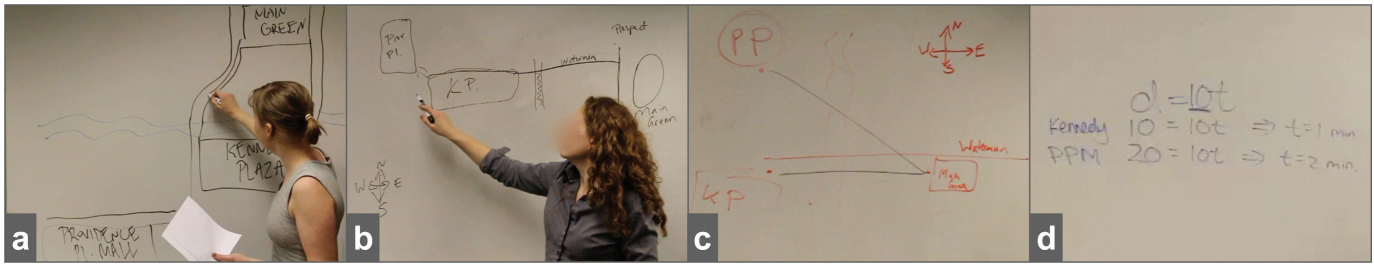 MAIN
GREEN
KENN
PLAZA
PROVIDENCE
PL. MALL
a
Prov
Pl.
K.P.
Waterman
Prospect
Main
Green
N
W E
S
b
PP
N
W E
S
Waterman
KP
Main
Green
c
d = 10t
Kennedy 10 = 10t ⇒ t=1 min
PPM 20 = 10t ⇒ t=2 min.
d